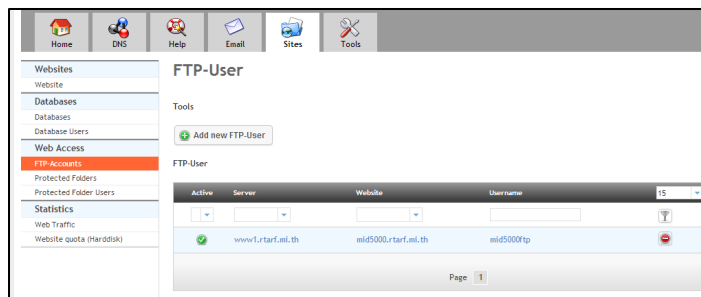 Home DNS Help Email Sites Tools
Websites
Website
Databases
Databases
Database Users
Web Access
FTP-Accounts
Protected Folders
Protected Folder Users
Statistics
Web Traffic
Website quota (Harddisk)
FTP-User
Tools
Add new FTP-User
FTP-User
Active Server Website Username 15
www1.rtarf.mi.th mid5000.rtarf.mi.th mid5000ftp
Page 1